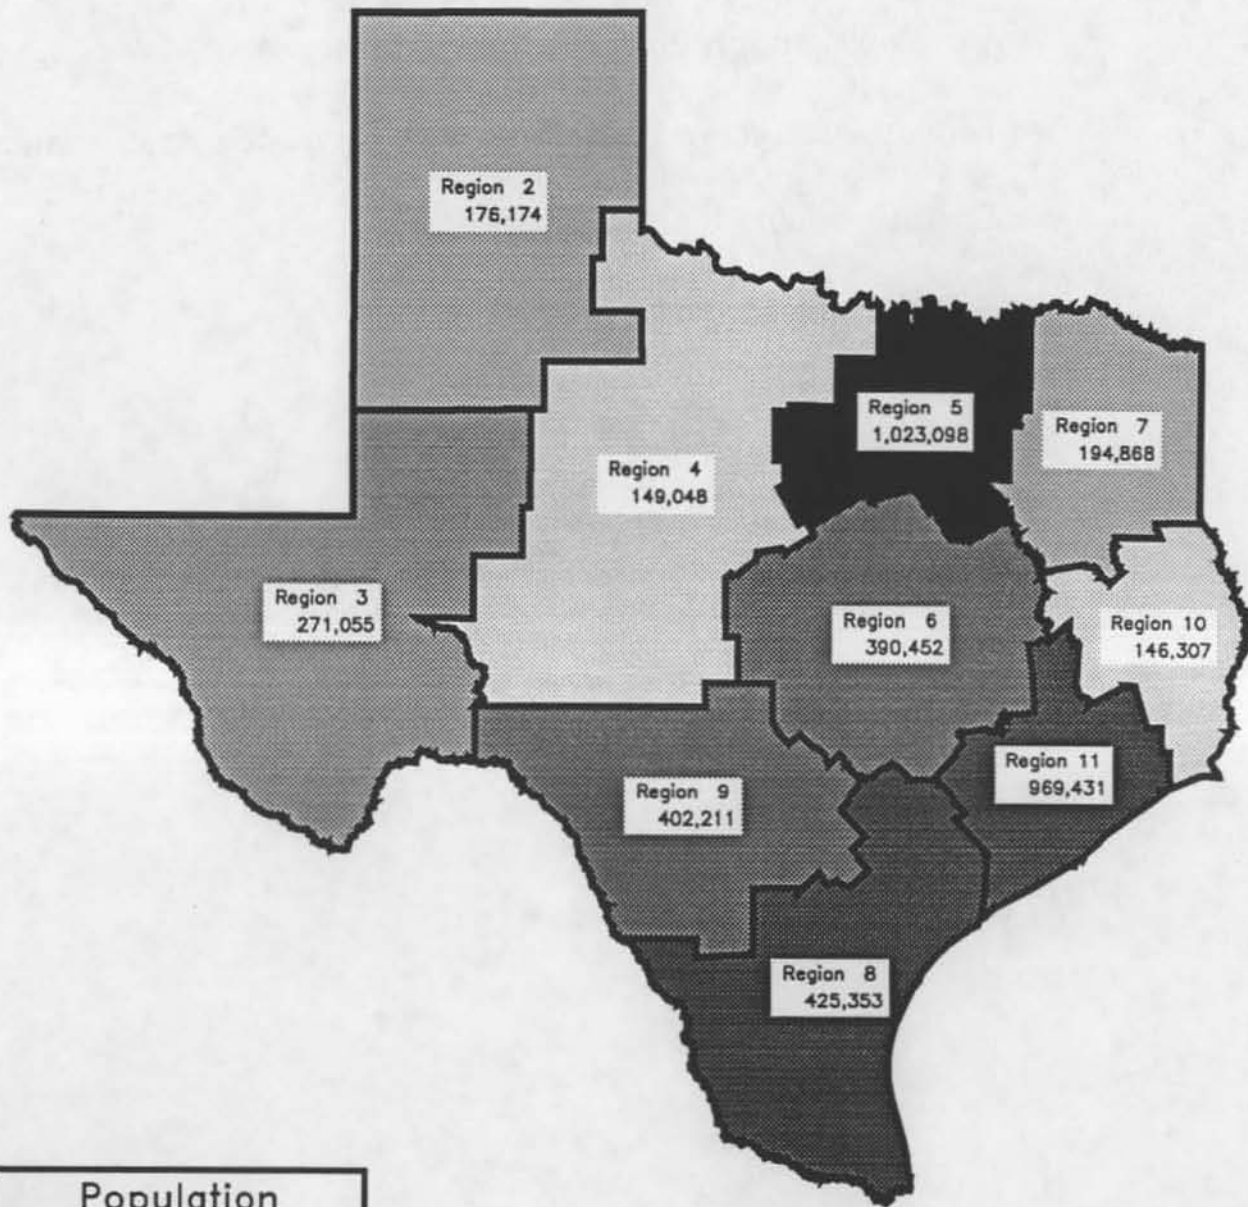 Region 2
176,174
Region 5
1,023,098
Region 7
194,868
Region 4
149,048
Region 3
271,055
Region 6
390,452
Region 10
146,307
Region 11
969,431
Region 9
402,211
Region 8
425,353
Population